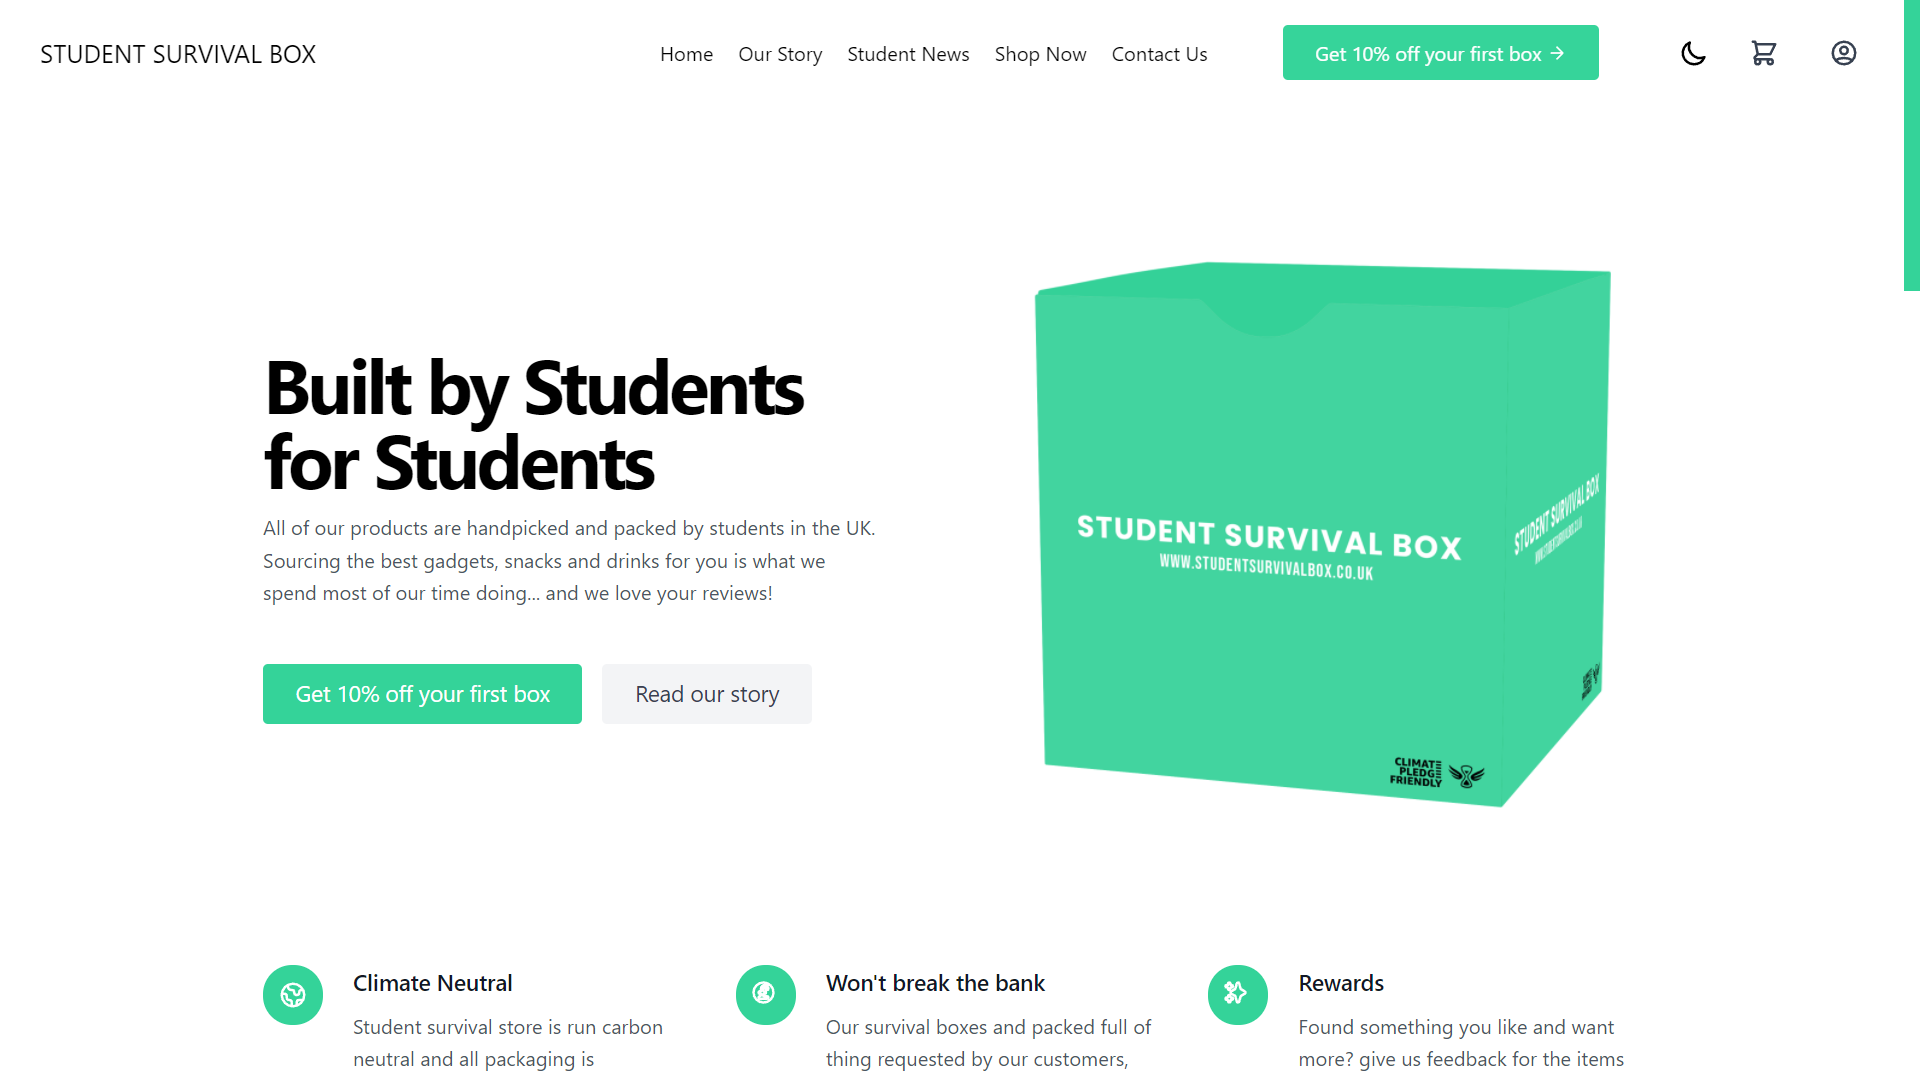 STUDENT SURVIVAL BOX
Home
Our Story
Student News
Shop Now
Contact Us
Get 10% off your first box →
Built by Students
for Students
All of our products are handpicked and packed by students in the UK.
Sourcing the best gadgets, snacks and drinks for you is what we
spend most of our time doing... and we love your reviews!
Get 10% off your first box
Read our story
STUDENT SURVIVAL BOX
WWW.STUDENTSURVIVALBOX.CO.UK
CLIMATE
PLEDGE
FRIENDLY
STUDENT SURVIVAL BOX
WWW.STUDENTSURVIVALBOX.CO.UK
Climate Neutral
Student survival store is run carbon
neutral and all packaging is
Won't break the bank
Our survival boxes and packed full of
thing requested by our customers,
Rewards
Found something you like and want
more? give us feedback for the items